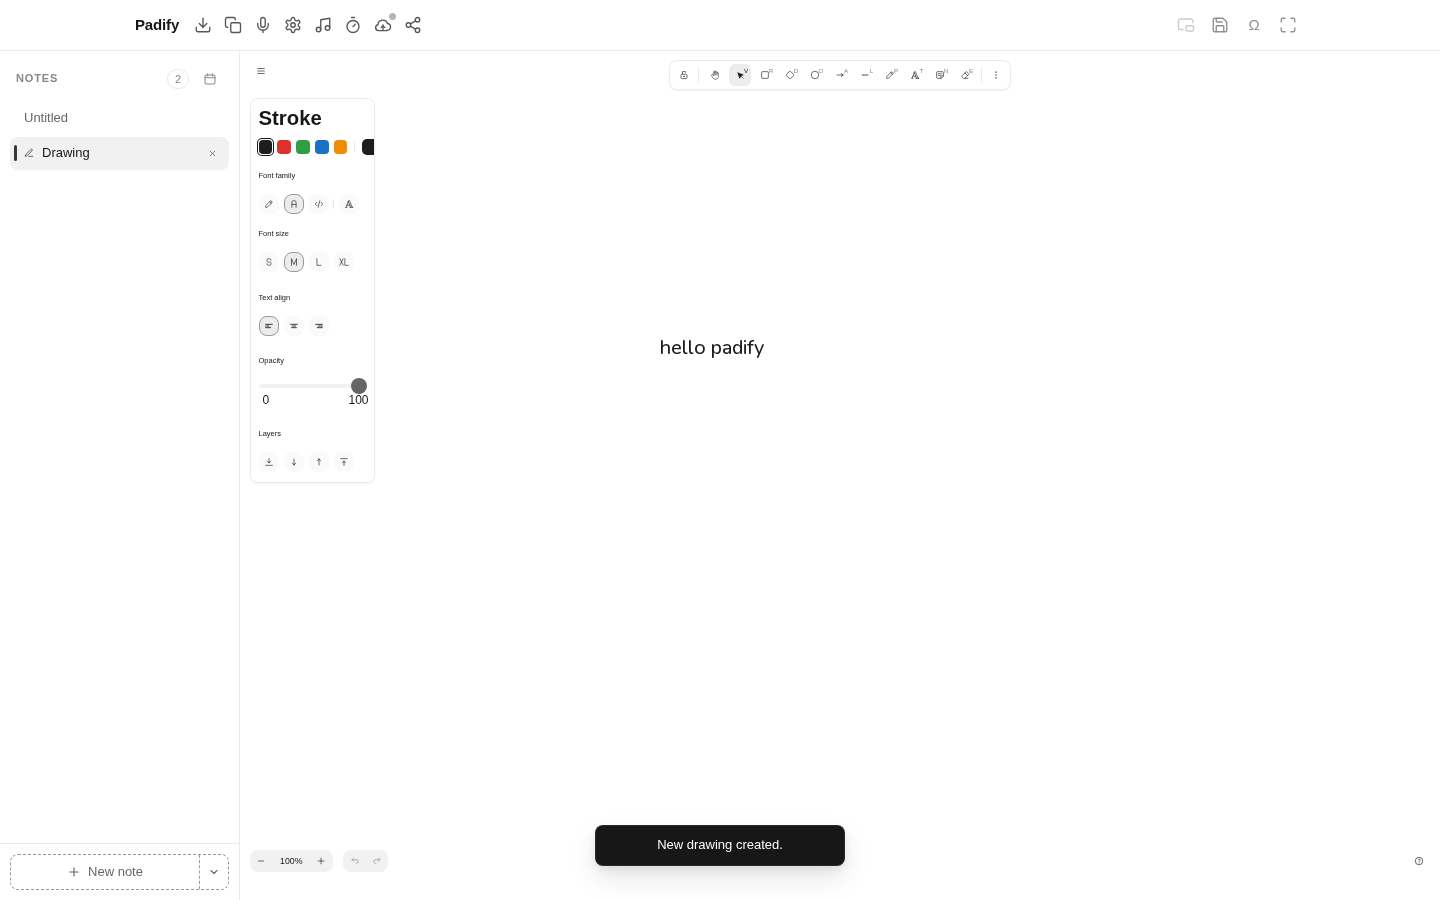 Padify
Ω
NOTES
2
Untitled
Drawing
V
R
D
O
A
L
P
T
N
E
Stroke
Font family
Font size
S
M
L
XL
Text align
Opacity
0
100
Layers
hello padify
New note
100%
New drawing created.